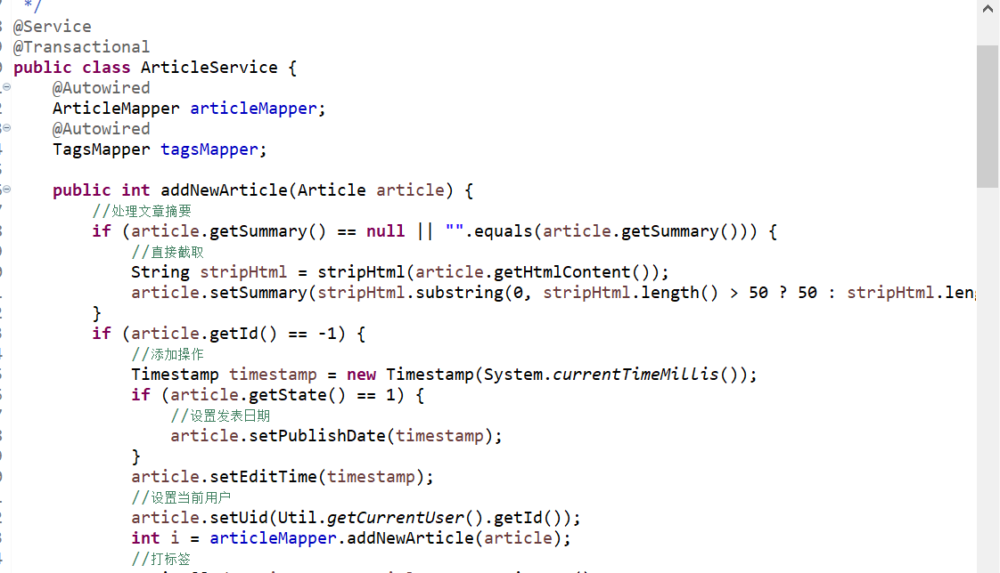 */
@Service
@Transactional
public class ArticleService {
@Autowired
ArticleMapper articleMapper;
@Autowired
TagsMapper tagsMapper;
public int addNewArticle(Article article) {
//处理文章摘要
if (article.getSummary() == null || "".equals(article.getSummary())) {
//直接截取
String stripHtml = stripHtml(article.getHtmlContent());
article.setSummary(stripHtml.substring(0, stripHtml.length() > 50 ? 50 : stripHtml.leng
}
if (article.getId() == -1) {
//添加操作
Timestamp timestamp = new Timestamp(System.currentTimeMillis());
if (article.getState() == 1) {
//设置发表日期
article.setPublishDate(timestamp);
}
article.setEditTime(timestamp);
//设置当前用户
article.setUid(Util.getCurrentUser().getId());
int i = articleMapper.addNewArticle(article);
//打标签